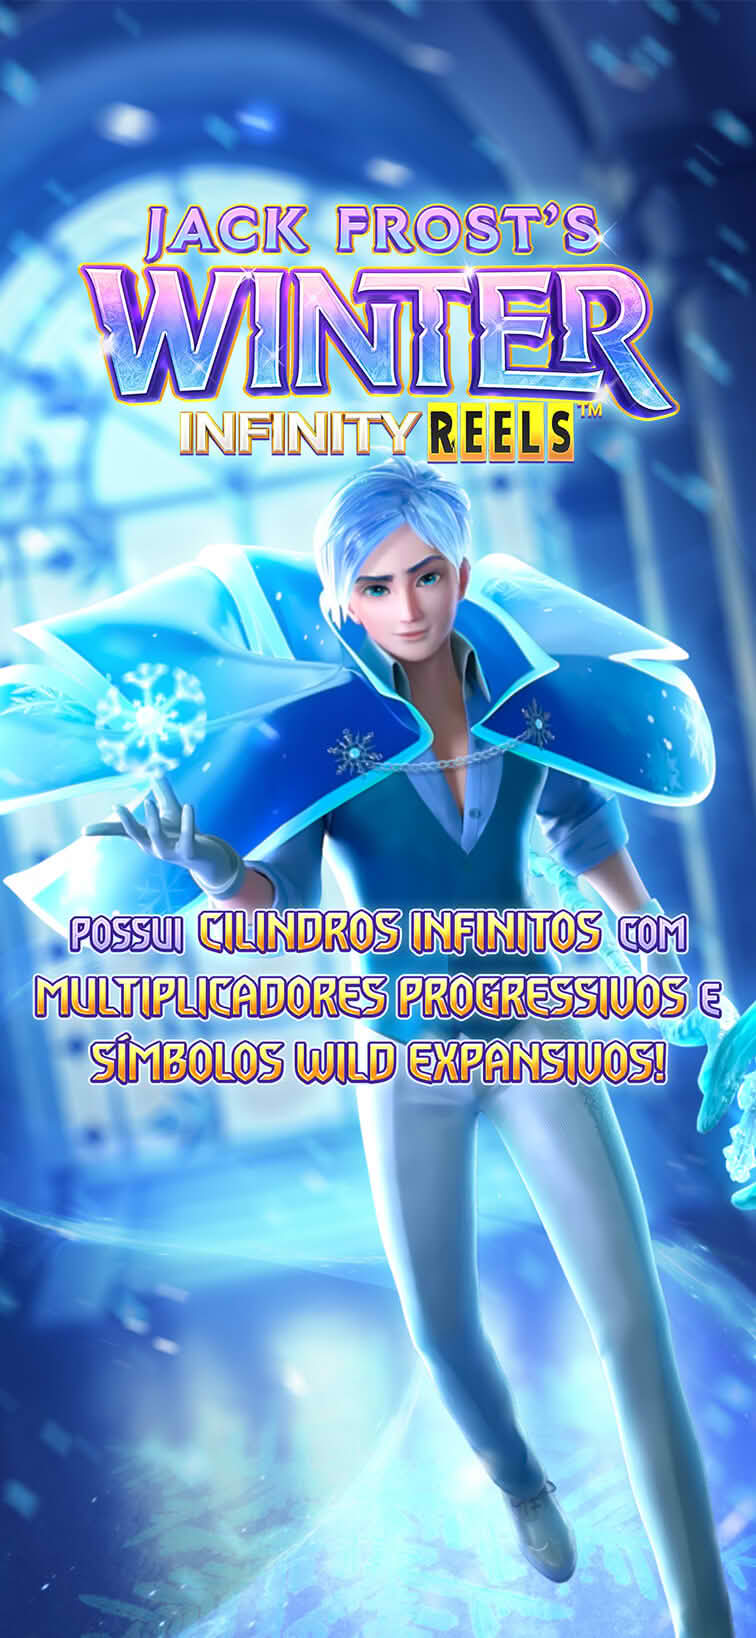 JACK FROST'S
WINTER
INFINITY REELS™
POSSUI CILINDROS INFINITOS COM
MULTIPLICADORES PROGRESSIVOS E
SÍMBOLOS WILD EXPANSIVOS!